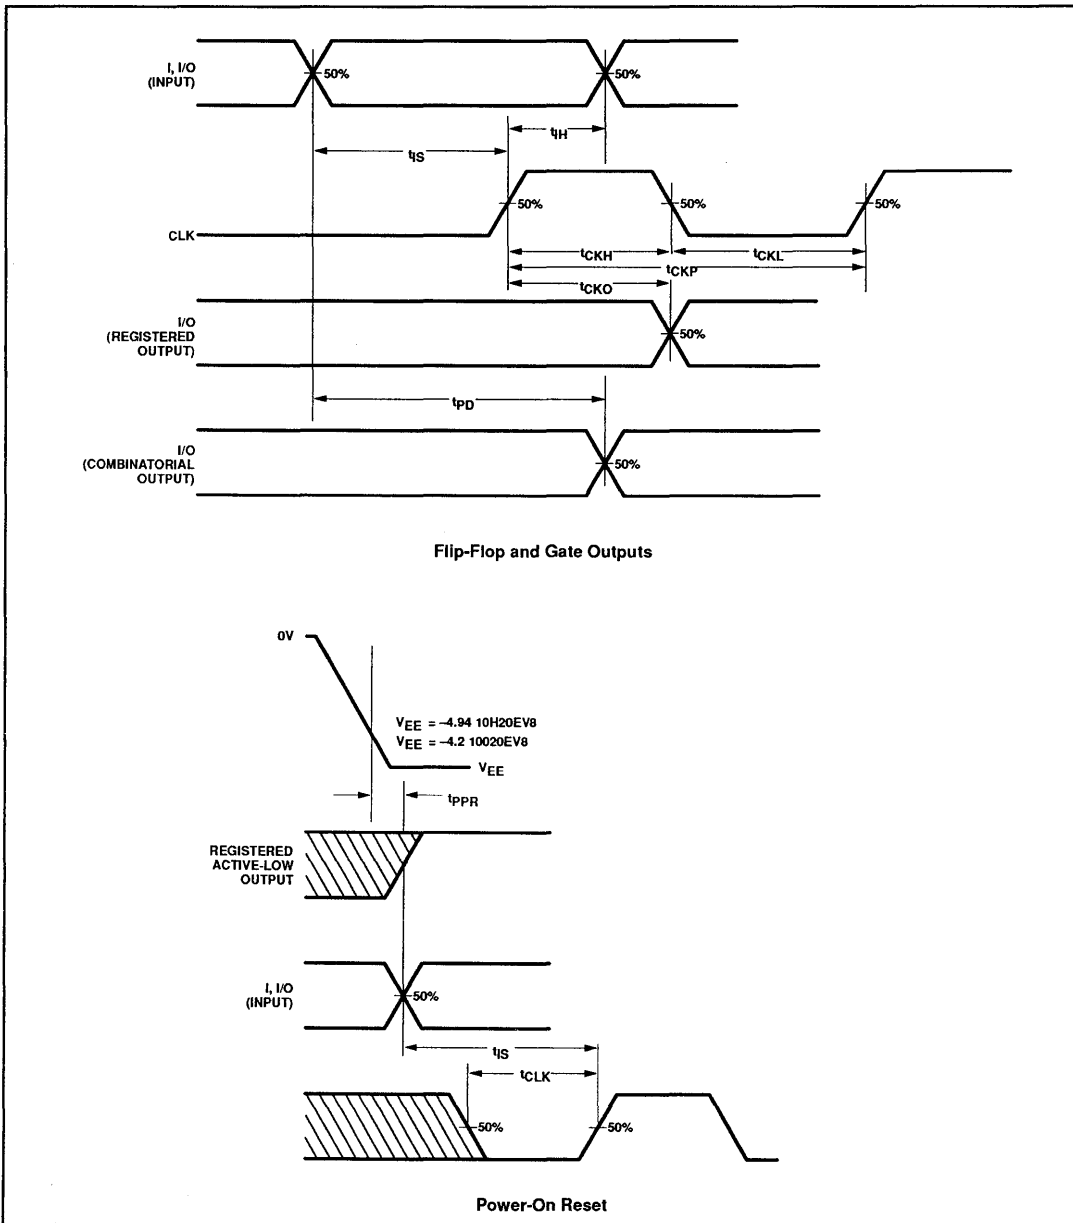 I, I/O
(INPUT)
50%
50%
tIH
tIS
50%
50%
50%
CLK
tCKH
tCKL
tCKP
tCKO
I/O
(REGISTERED
OUTPUT)
50%
tPD
I/O
(COMBINATORIAL
OUTPUT)
50%
Flip-Flop and Gate Outputs
0V
VEE = –4.94 10H20EV8
VEE = –4.2 10020EV8
VEE
tPPR
REGISTERED
ACTIVE-LOW
OUTPUT
I, I/O
(INPUT)
50%
tIS
tCLK
50%
50%
Power-On Reset